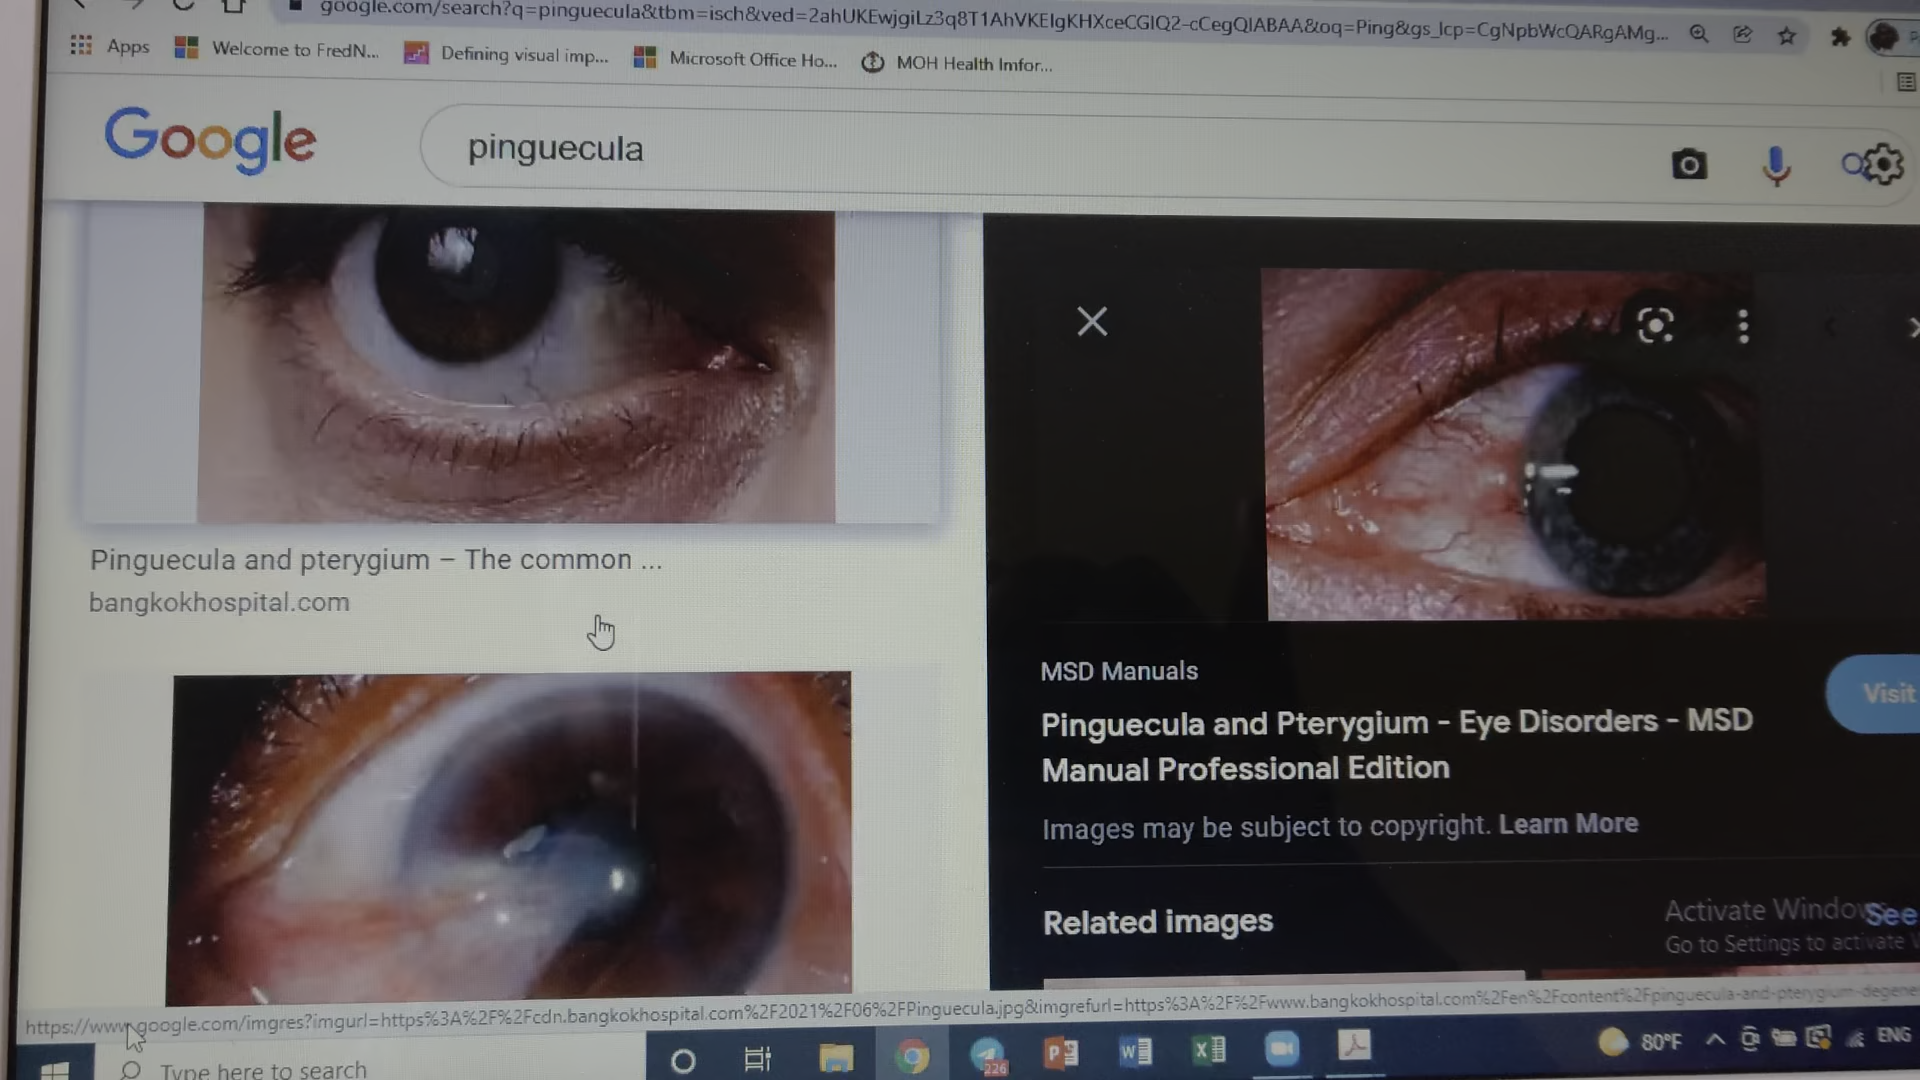 google.com/search?q=pinguecula&tbm=isch&ved=2ahUKEwjgiLz3q8T1AhVKEIgKHXceCGIQ2-cCegQIABAA&oq=Ping&gs_lcp=CgNpbWcQARgAMg...
Apps Welcome to FredN... Defining visual imp... Microsoft Office Ho... MOH Health Imfor...
Google pinguecula
Pinguecula and pterygium – The common ...
bangkokhospital.com
MSD Manuals
Visit
Pinguecula and Pterygium - Eye Disorders - MSD
Manual Professional Edition
Images may be subject to copyright. Learn More
Related images
See
Activate Windows
Go to Settings to activate
https://www.google.com/imgres?imgurl=https%3A%2F%2Fcdn.bangkokhospital.com%2F2021%2F06%2FPinguecula.jpg&imgrefurl=https%3A%2F%2Fwww.bangkokhospital.com%2Fen%2Fcontent%2Fpinguecula-and-pterygium-degene
Type here to search
226
80°F
ENG